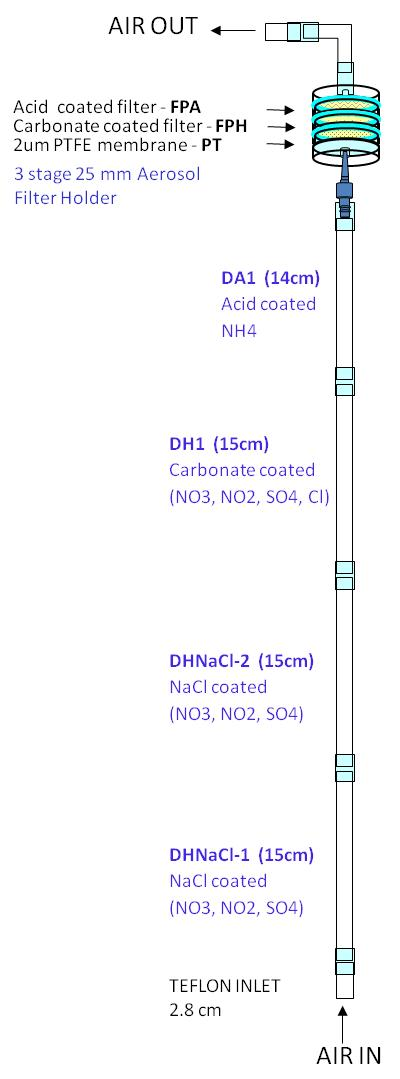 AIR OUT
Acid coated filter - FPA
Carbonate coated filter - FPH
2um PTFE membrane - PT
3 stage 25 mm Aerosol
Filter Holder
DA1 (14cm)
Acid coated
NH4
DH1 (15cm)
Carbonate coated
(NO3, NO2, SO4, Cl)
DHNaCl-2 (15cm)
NaCl coated
(NO3, NO2, SO4)
DHNaCl-1 (15cm)
NaCl coated
(NO3, NO2, SO4)
TEFLON INLET
2.8 cm
AIR IN